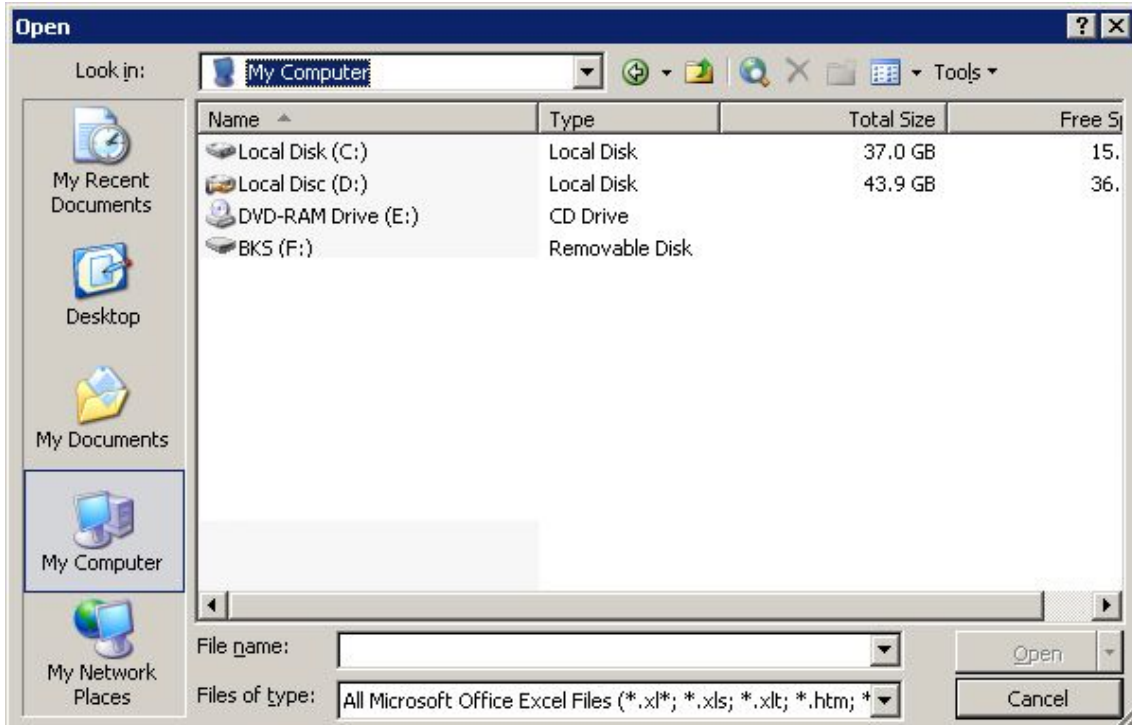 Open
Look in: My Computer Tools
Name Type Total Size Free Sp
Local Disk (C:) Local Disk 37.0 GB 15.
Local Disc (D:) Local Disk 43.9 GB 36.
DVD-RAM Drive (E:) CD Drive
BKS (F:) Removable Disk
My Recent
Documents
Desktop
My Documents
My Computer
My Network
Places
File name: Open
Files of type: All Microsoft Office Excel Files (*.xl*; *.xls; *.xlt; *.htm; * Cancel